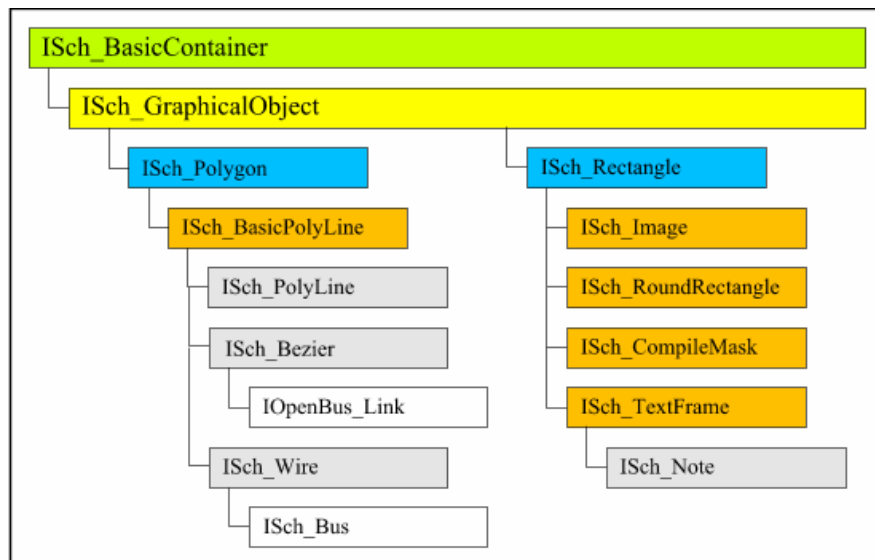 ISch_BasicContainer
ISch_GraphicalObject
ISch_Polygon
ISch_BasicPolyLine
ISch_PolyLine
ISch_Bezier
IOpenBus_Link
ISch_Wire
ISch_Bus
ISch_Rectangle
ISch_Image
ISch_RoundRectangle
ISch_CompileMask
ISch_TextFrame
ISch_Note